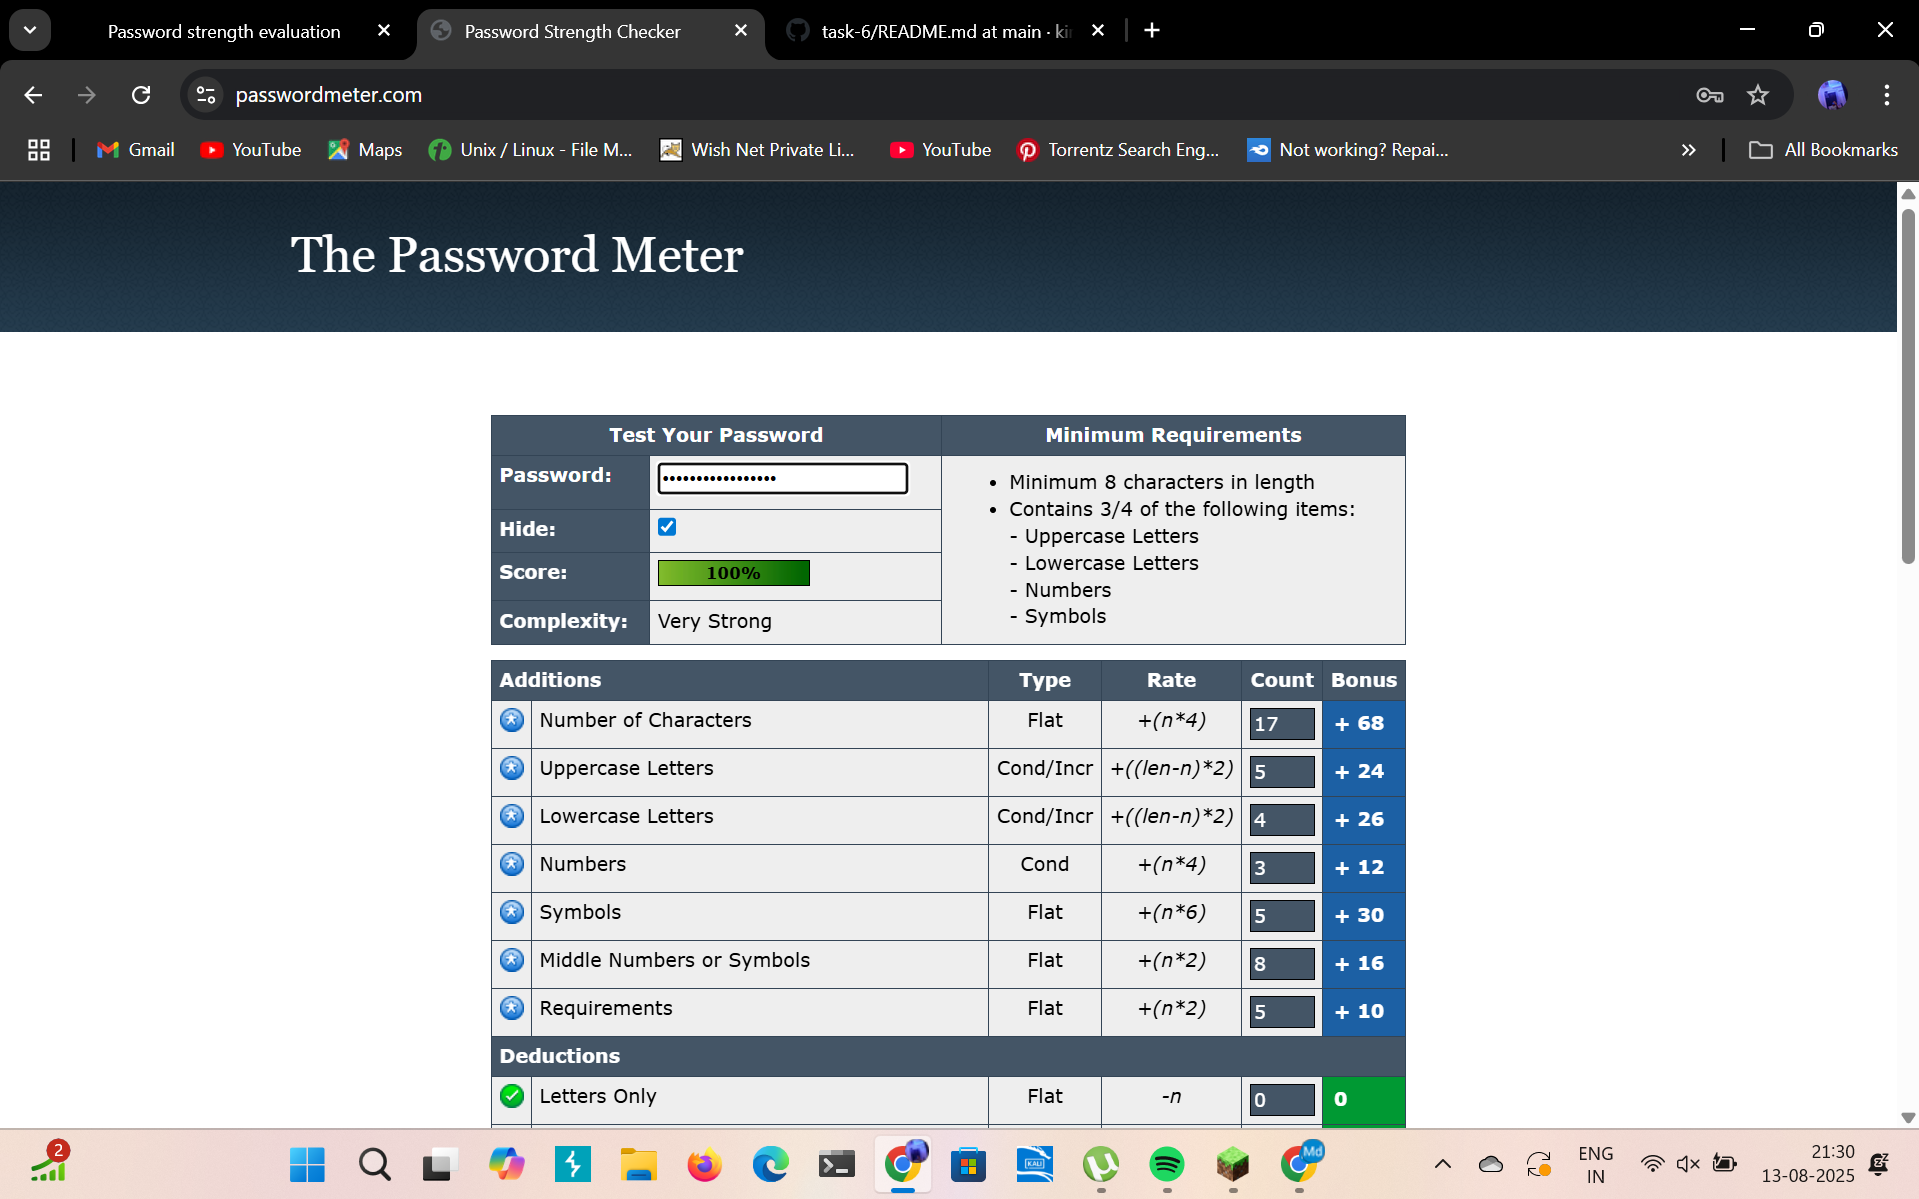 Password strength evaluation
Password Strength Checker
task-6/README.md at main · ki
passwordmeter.com
Gmail
YouTube
Maps
Unix / Linux - File M...
Wish Net Private Li...
YouTube
Torrentz Search Eng...
Not working? Repai...
All Bookmarks
The Password Meter
Test Your Password
Minimum Requirements
Password:
•••••••••••••••••
Hide:
Score:
100%
Complexity:
Very Strong
• Minimum 8 characters in length
• Contains 3/4 of the following items:
- Uppercase Letters
- Lowercase Letters
- Numbers
- Symbols
Additions Type Rate Count Bonus
Number of Characters Flat +(n*4) 17 + 68
Uppercase Letters Cond/Incr +((len-n)*2) 5 + 24
Lowercase Letters Cond/Incr +((len-n)*2) 4 + 26
Numbers Cond +(n*4) 3 + 12
Symbols Flat +(n*6) 5 + 30
Middle Numbers or Symbols Flat +(n*2) 8 + 16
Requirements Flat +(n*2) 5 + 10
Deductions
Letters Only Flat -n 0 0
2
KALI
Md
ENG
IN
21:30
13-08-2025